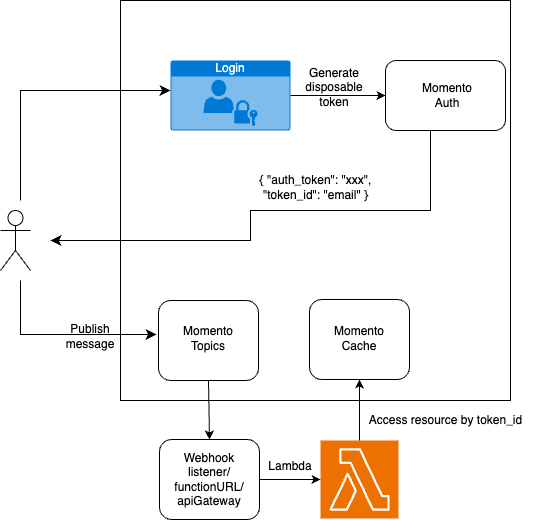 Login
Generate
disposable
token
Momento
Auth
{ "auth_token": "xxx",
"token_id": "email" }
Publish
message
Momento
Topics
Momento
Cache
Access resource by token_id
Webhook
listener/
functionURL/
apiGateway
Lambda